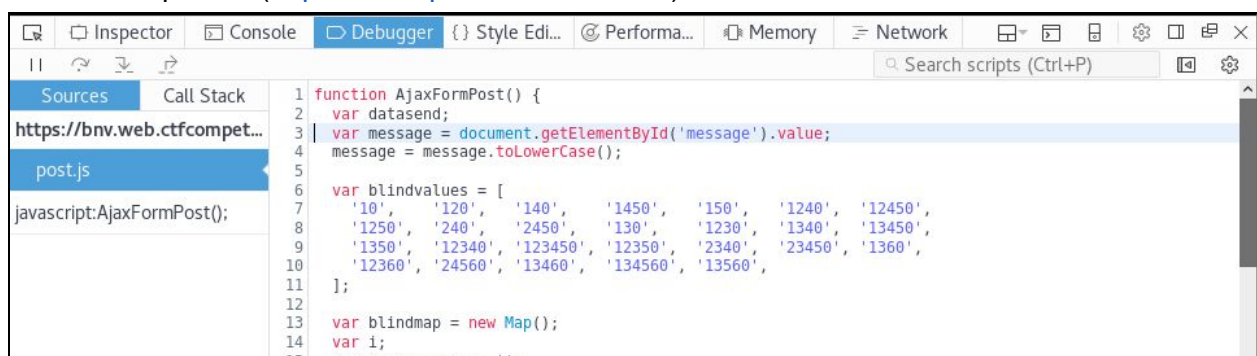 Inspector Console Debugger {} Style Edi... Performa... Memory Network
Search scripts (Ctrl+P)
Sources Call Stack
https://bnv.web.ctfcompet...
post.js
javascript:AjaxFormPost();
1 function AjaxFormPost() {
2 var datasend;
3 var message = document.getElementById('message').value;
4 message = message.toLowerCase();
5
6 var blindvalues = [
7 '10', '120', '140', '1450', '150', '1240', '12450',
8 '1250', '240', '2450', '130', '1230', '1340', '13450',
9 '1350', '12340', '123450', '12350', '2340', '23450', '1360',
10 '12360', '24560', '13460', '134560', '13560',
11 ];
12
13 var blindmap = new Map();
14 var i;